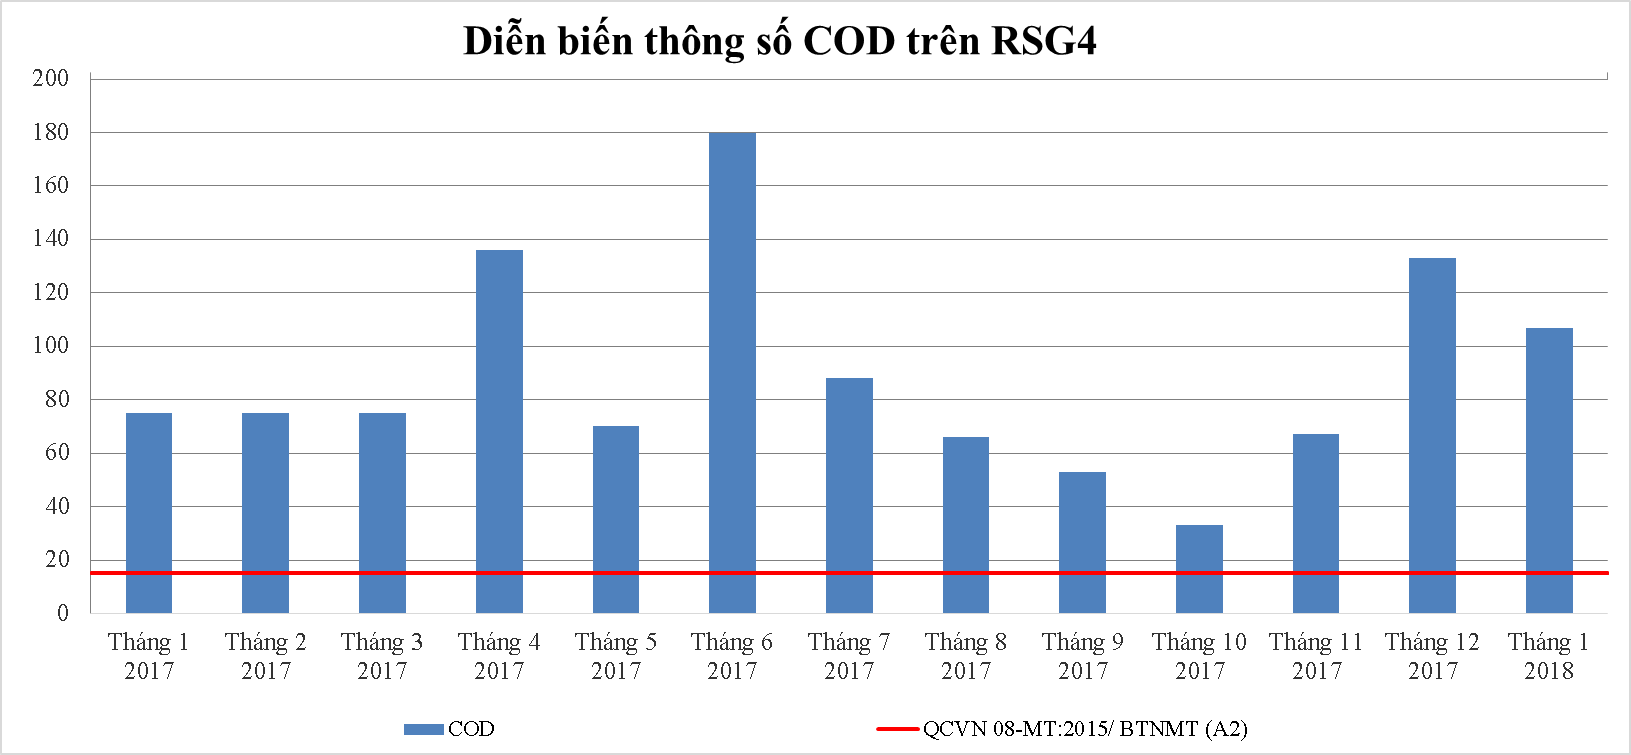 Diễn biến thông số COD trên RSG4
200
180
160
140
120
100
80
60
40
20
0
Tháng 1 Tháng 2 Tháng 3 Tháng 4 Tháng 5 Tháng 6 Tháng 7 Tháng 8 Tháng 9 Tháng 10 Tháng 11 Tháng 12 Tháng 1
2017 2017 2017 2017 2017 2017 2017 2017 2017 2017 2017 2017 2018
COD QCVN 08-MT:2015/ BTNMT (A2)